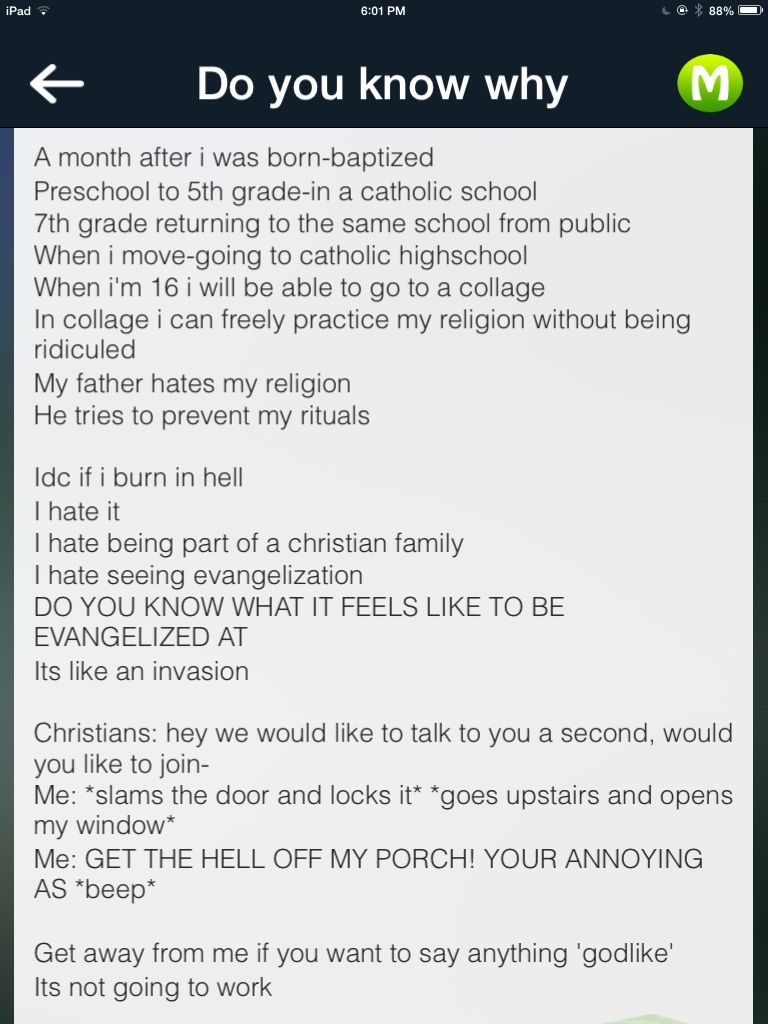 iPad 6:01 PM 88%
Do you know why M
A month after i was born-baptized
Preschool to 5th grade-in a catholic school
7th grade returning to the same school from public
When i move-going to catholic highschool
When i'm 16 i will be able to go to a collage
In collage i can freely practice my religion without being
ridiculed
My father hates my religion
He tries to prevent my rituals
Idc if i burn in hell
I hate it
I hate being part of a christian family
I hate seeing evangelization
DO YOU KNOW WHAT IT FEELS LIKE TO BE
EVANGELIZED AT
Its like an invasion
Christians: hey we would like to talk to you a second, would
you like to join-
Me: *slams the door and locks it* *goes upstairs and opens
my window*
Me: GET THE HELL OFF MY PORCH! YOUR ANNOYING
AS *beep*
Get away from me if you want to say anything 'godlike'
Its not going to work